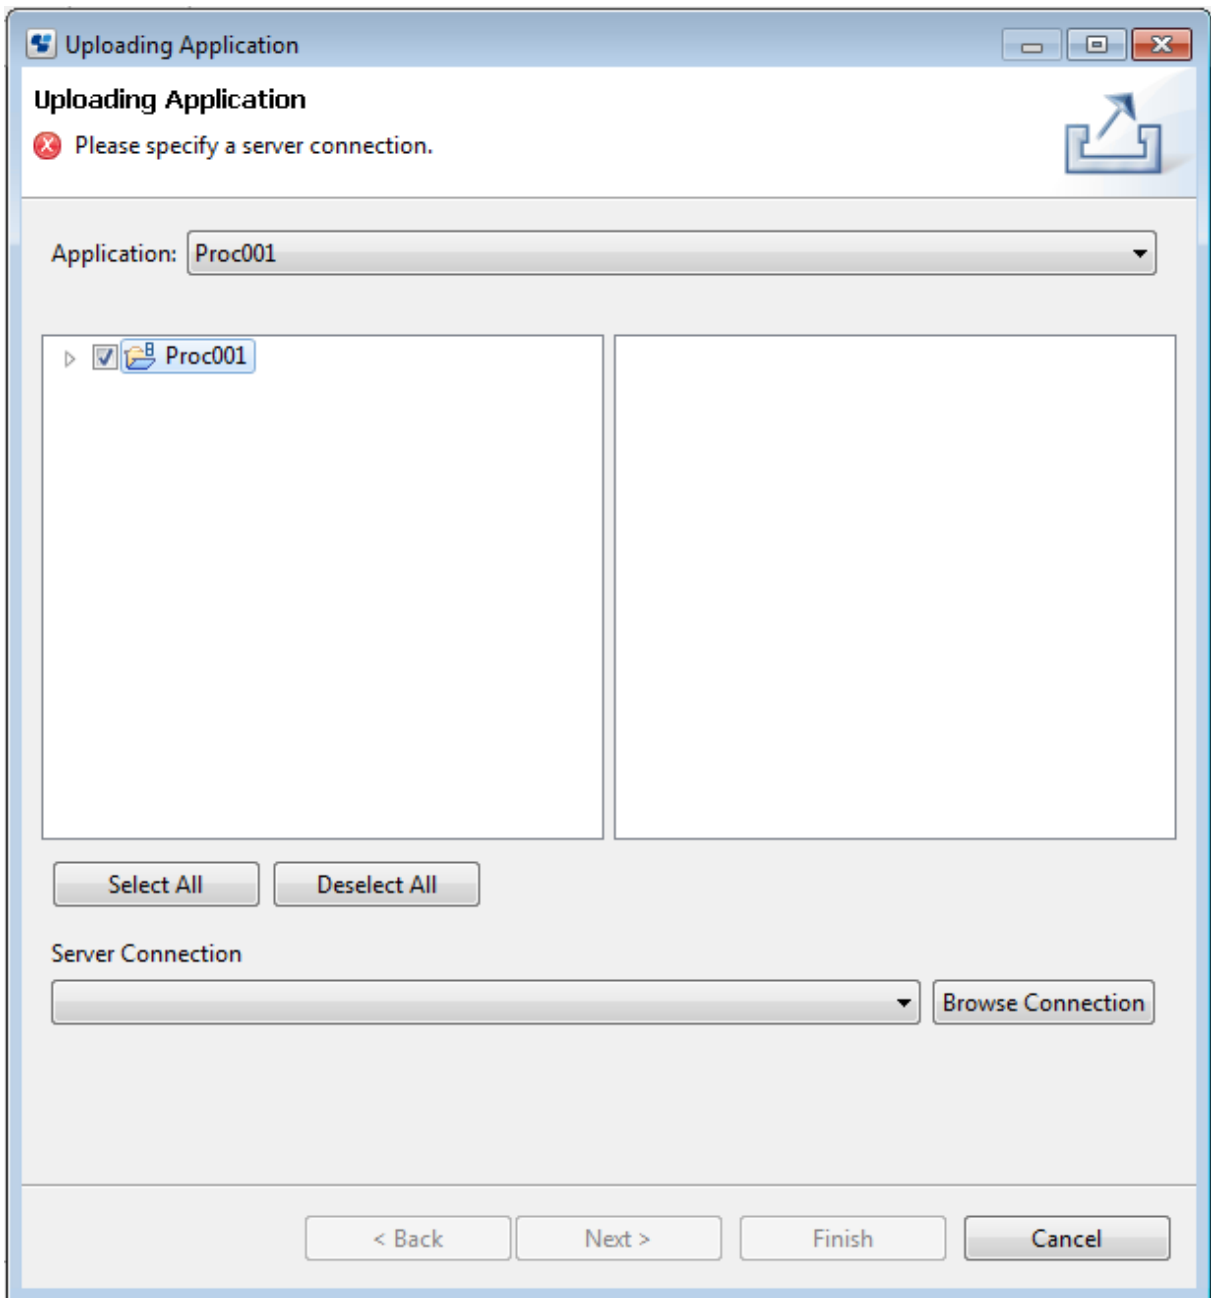 Uploading Application
Uploading Application
Please specify a server connection.
Application: Proc001
Proc001
Select All Deselect All
Server Connection
Browse Connection
< Back Next > Finish Cancel